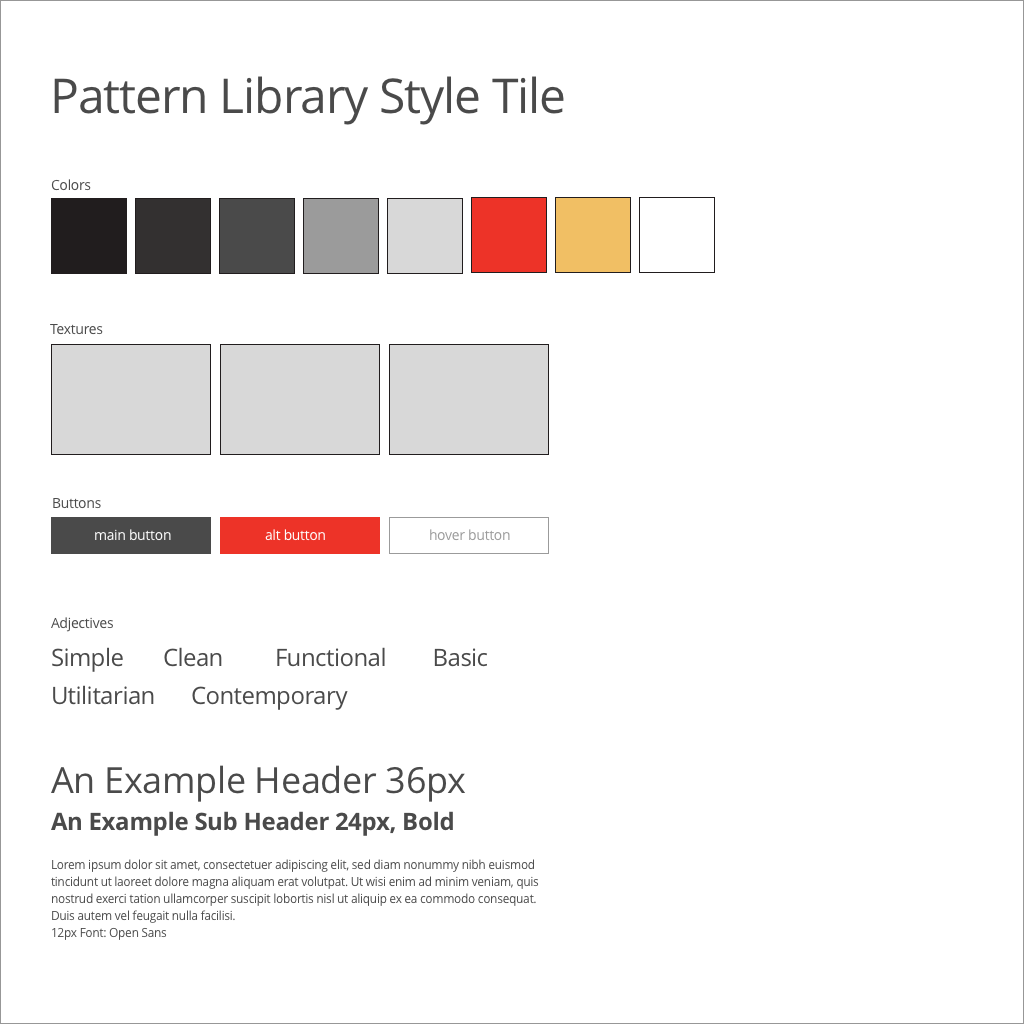 Pattern Library Style Tile
Colors
Textures
Buttons
main button alt button hover button
Adjectives
Simple Clean Functional Basic
Utilitarian Contemporary
An Example Header 36px
An Example Sub Header 24px, Bold
Lorem ipsum dolor sit amet, consectetuer adipiscing elit, sed diam nonummy nibh euismod
tincidunt ut laoreet dolore magna aliquam erat volutpat. Ut wisi enim ad minim veniam, quis
nostrud exerci tation ullamcorper suscipit lobortis nisl ut aliquip ex ea commodo consequat.
Duis autem vel feugait nulla facilisi.
12px Font: Open Sans